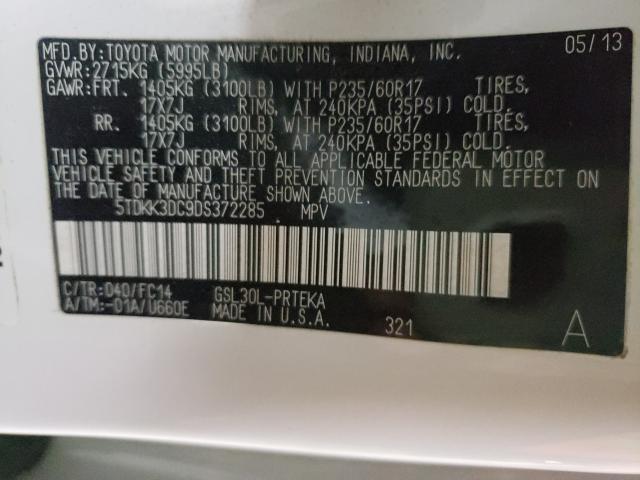 MFD.BY:TOYOTA MOTOR MANUFACTURING, INDIANA, INC. 05/13
GVWR:2715KG (5995LB)
GAWR:FRT. 1405KG (3100LB) WITH P235/60R17 TIRES,
17X7J RIMS, AT 240KPA (35PSI) COLD.
RR. 1405KG (3100LB) WITH P235/60R17 TIRES,
17X7J RIMS, AT 240KPA (35PSI) COLD.
THIS VEHICLE CONFORMS TO ALL APPLICABLE FEDERAL MOTOR
VEHICLE SAFETY AND THEFT PREVENTION STANDARDS IN EFFECT ON
THE DATE OF MANUFACTURE SHOWN ABOVE.
5TDKK3DC9DS372285 MPV
C/TR:040/FC14 GSL30L-PRTEKA
A/TM:-01A/U660E MADE IN U.S.A. 321 A